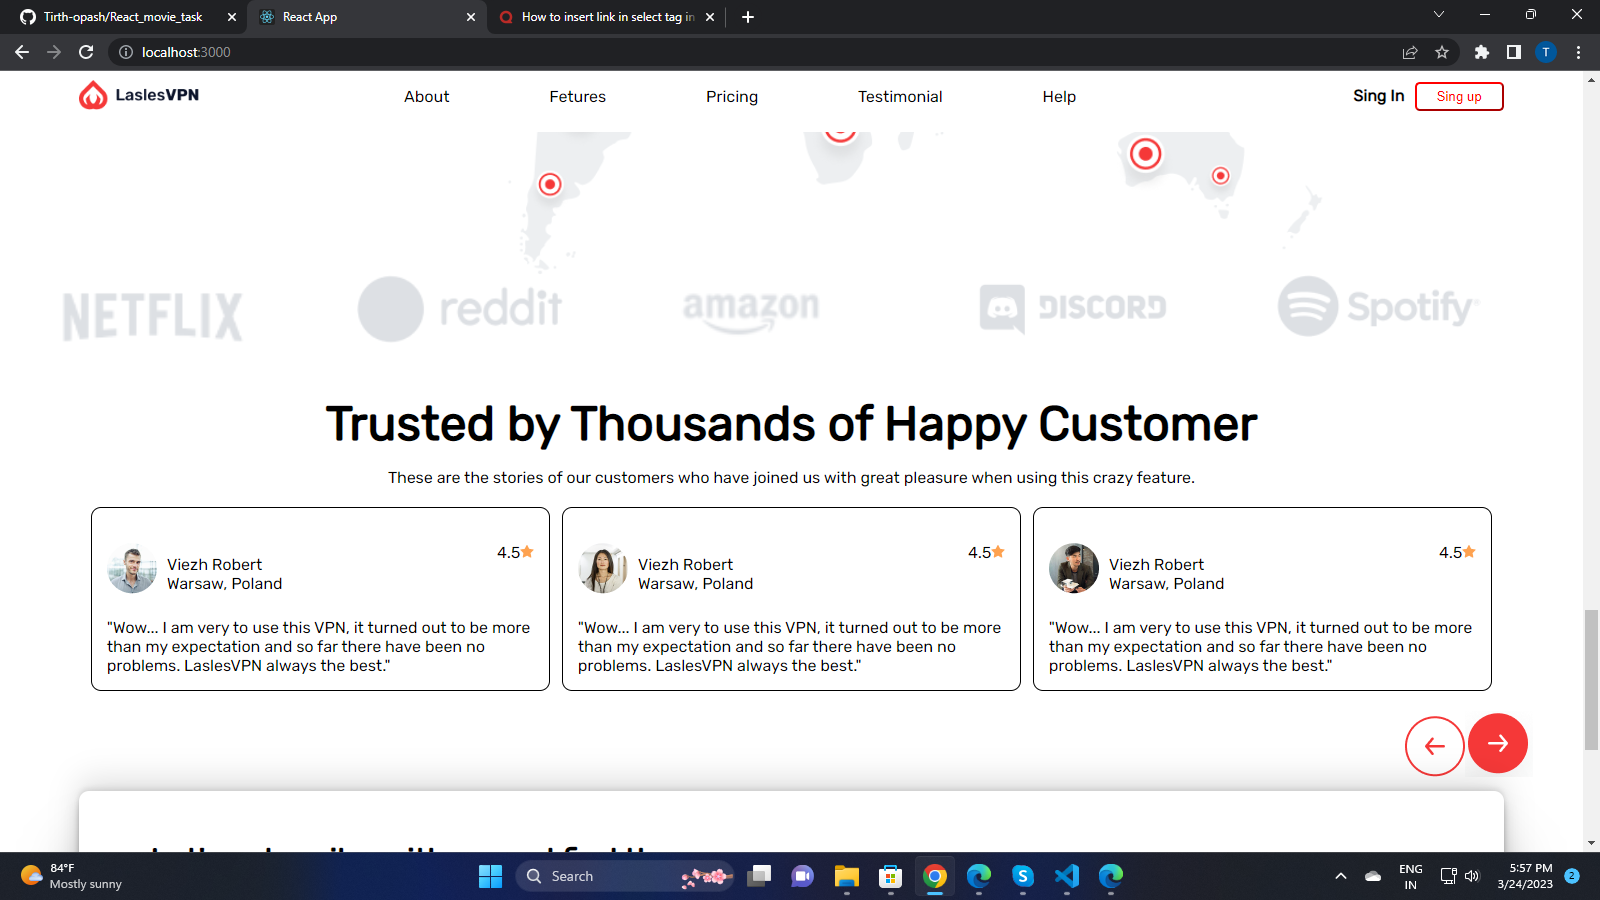 Tirth-opash/React_movie_task
React App
How to insert link in select tag in
localhost:3000
T
LaslesVPN
About
Fetures
Pricing
Testimonial
Help
Sing In
Sing up
NETFLIX
reddit
amazon
DISCORD
Spotify
Trusted by Thousands of Happy Customer
These are the stories of our customers who have joined us with great pleasure when using this crazy feature.
Viezh Robert
Warsaw, Poland
4.5
"Wow... I am very to use this VPN, it turned out to be more
than my expectation and so far there have been no
problems. LaslesVPN always the best."
Viezh Robert
Warsaw, Poland
4.5
"Wow... I am very to use this VPN, it turned out to be more
than my expectation and so far there have been no
problems. LaslesVPN always the best."
Viezh Robert
Warsaw, Poland
4.5
"Wow... I am very to use this VPN, it turned out to be more
than my expectation and so far there have been no
problems. LaslesVPN always the best."
84°F
Mostly sunny
Search
ENG
IN
5:57 PM
3/24/2023
2